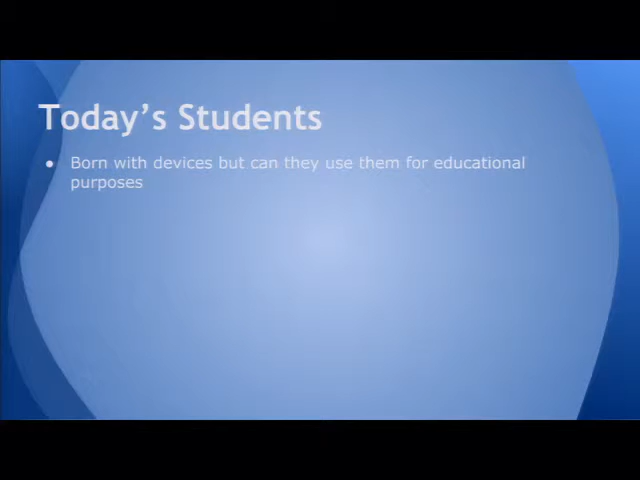 Today's Students
● Born with devices but can they use them for educational
purposes